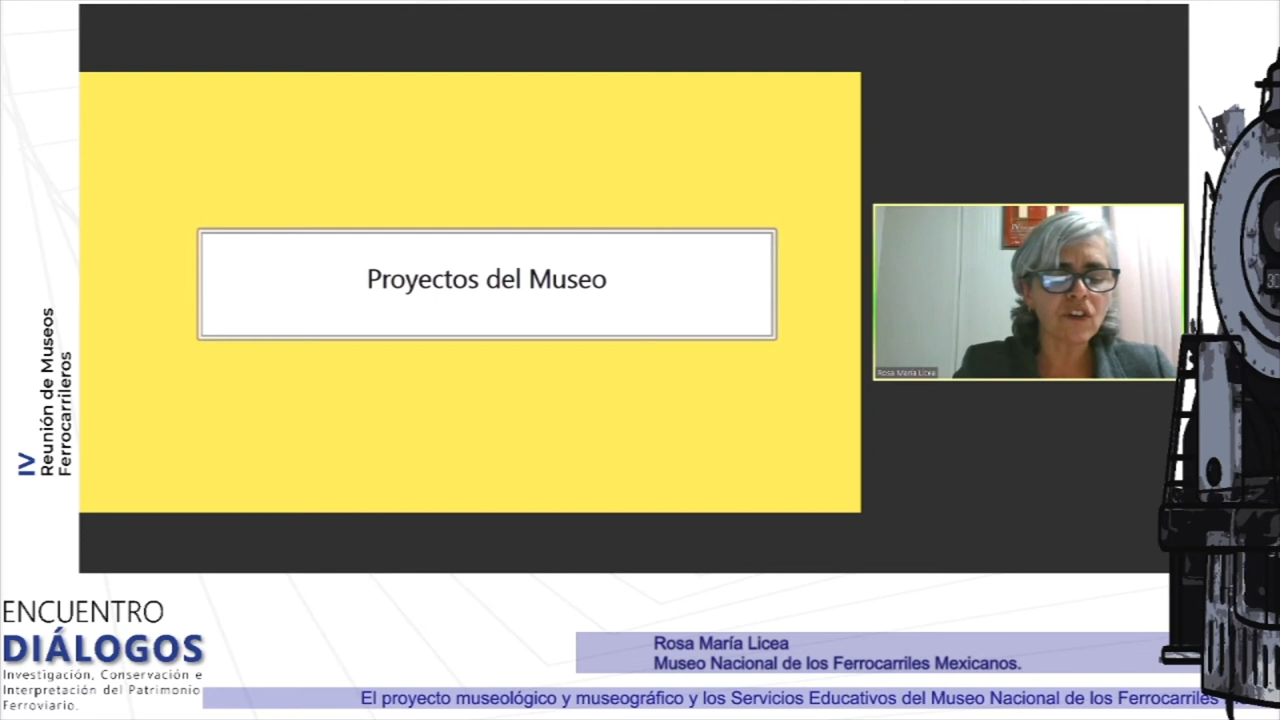 Proyectos del Museo
Rosa María Licea
IV
Reunión de Museos
Ferrocarrileros
30
ENCUENTRO
DIÁLOGOS
Investigación, Conservación e
Interpretación del Patrimonio
Ferroviario.
Rosa María Licea
Museo Nacional de los Ferrocarriles Mexicanos.
El proyecto museológico y museográfico y los Servicios Educativos del Museo Nacional de los Ferrocarriles